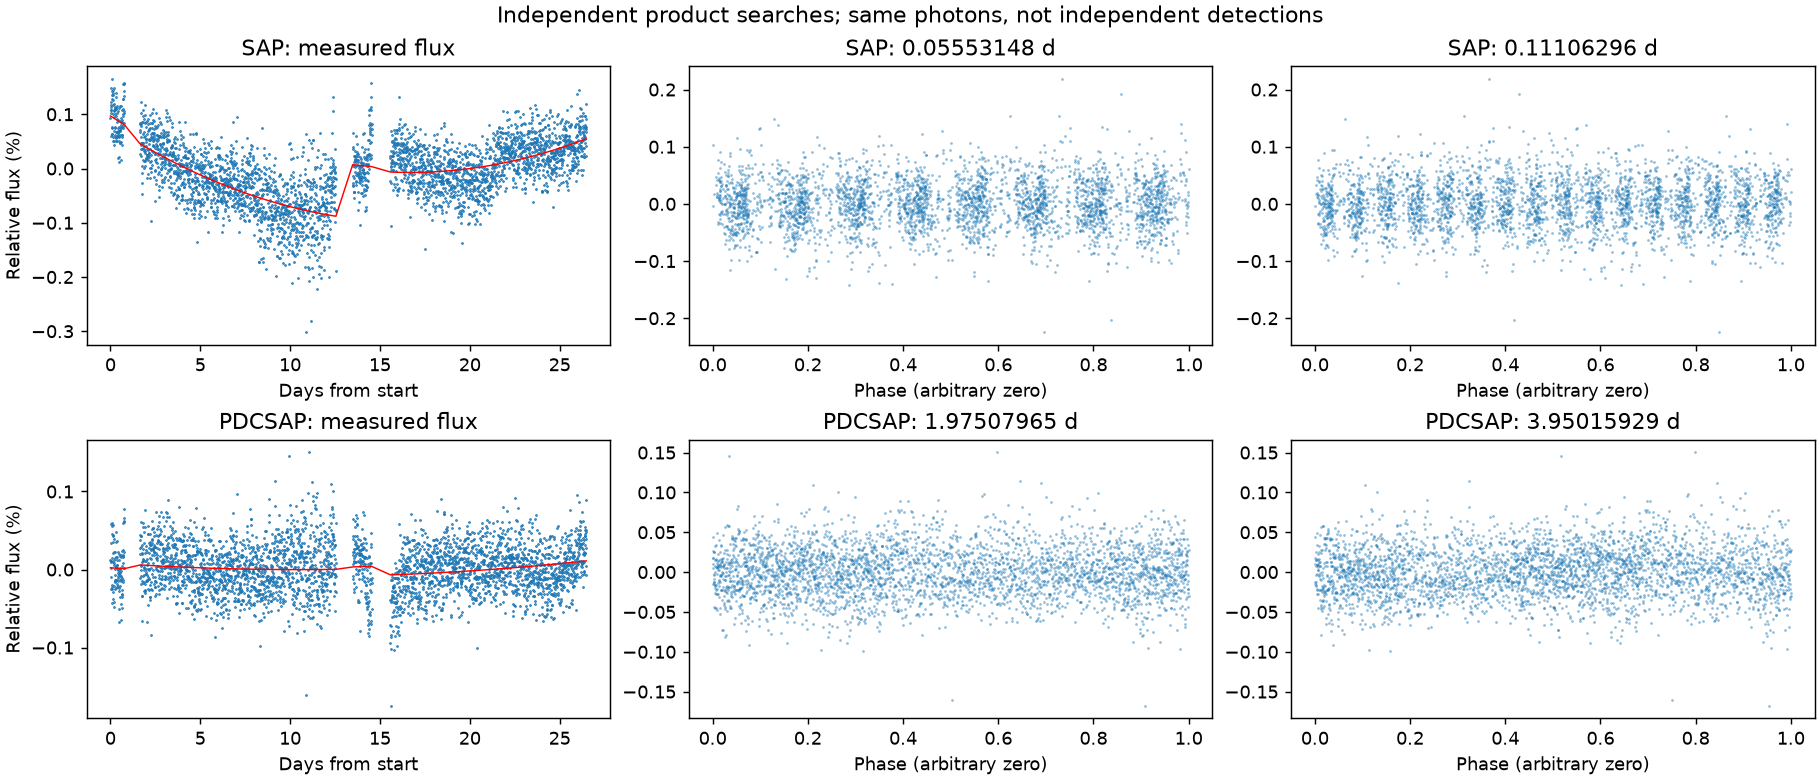 Independent product searches; same photons, not independent detections
SAP: measured flux
SAP: 0.05553148 d
SAP: 0.11106296 d
Relative flux (%)
0.1
0.0
−0.1
−0.2
−0.3
0 5 10 15 20 25
Days from start
0.2
0.1
0.0
−0.1
−0.2
0.0 0.2 0.4 0.6 0.8 1.0
Phase (arbitrary zero)
0.2
0.1
0.0
−0.1
−0.2
0.0 0.2 0.4 0.6 0.8 1.0
Phase (arbitrary zero)
PDCSAP: measured flux
PDCSAP: 1.97507965 d
PDCSAP: 3.95015929 d
Relative flux (%)
0.1
0.0
−0.1
0 5 10 15 20 25
Days from start
0.15
0.10
0.05
0.00
−0.05
−0.10
−0.15
0.0 0.2 0.4 0.6 0.8 1.0
Phase (arbitrary zero)
0.15
0.10
0.05
0.00
−0.05
−0.10
−0.15
0.0 0.2 0.4 0.6 0.8 1.0
Phase (arbitrary zero)